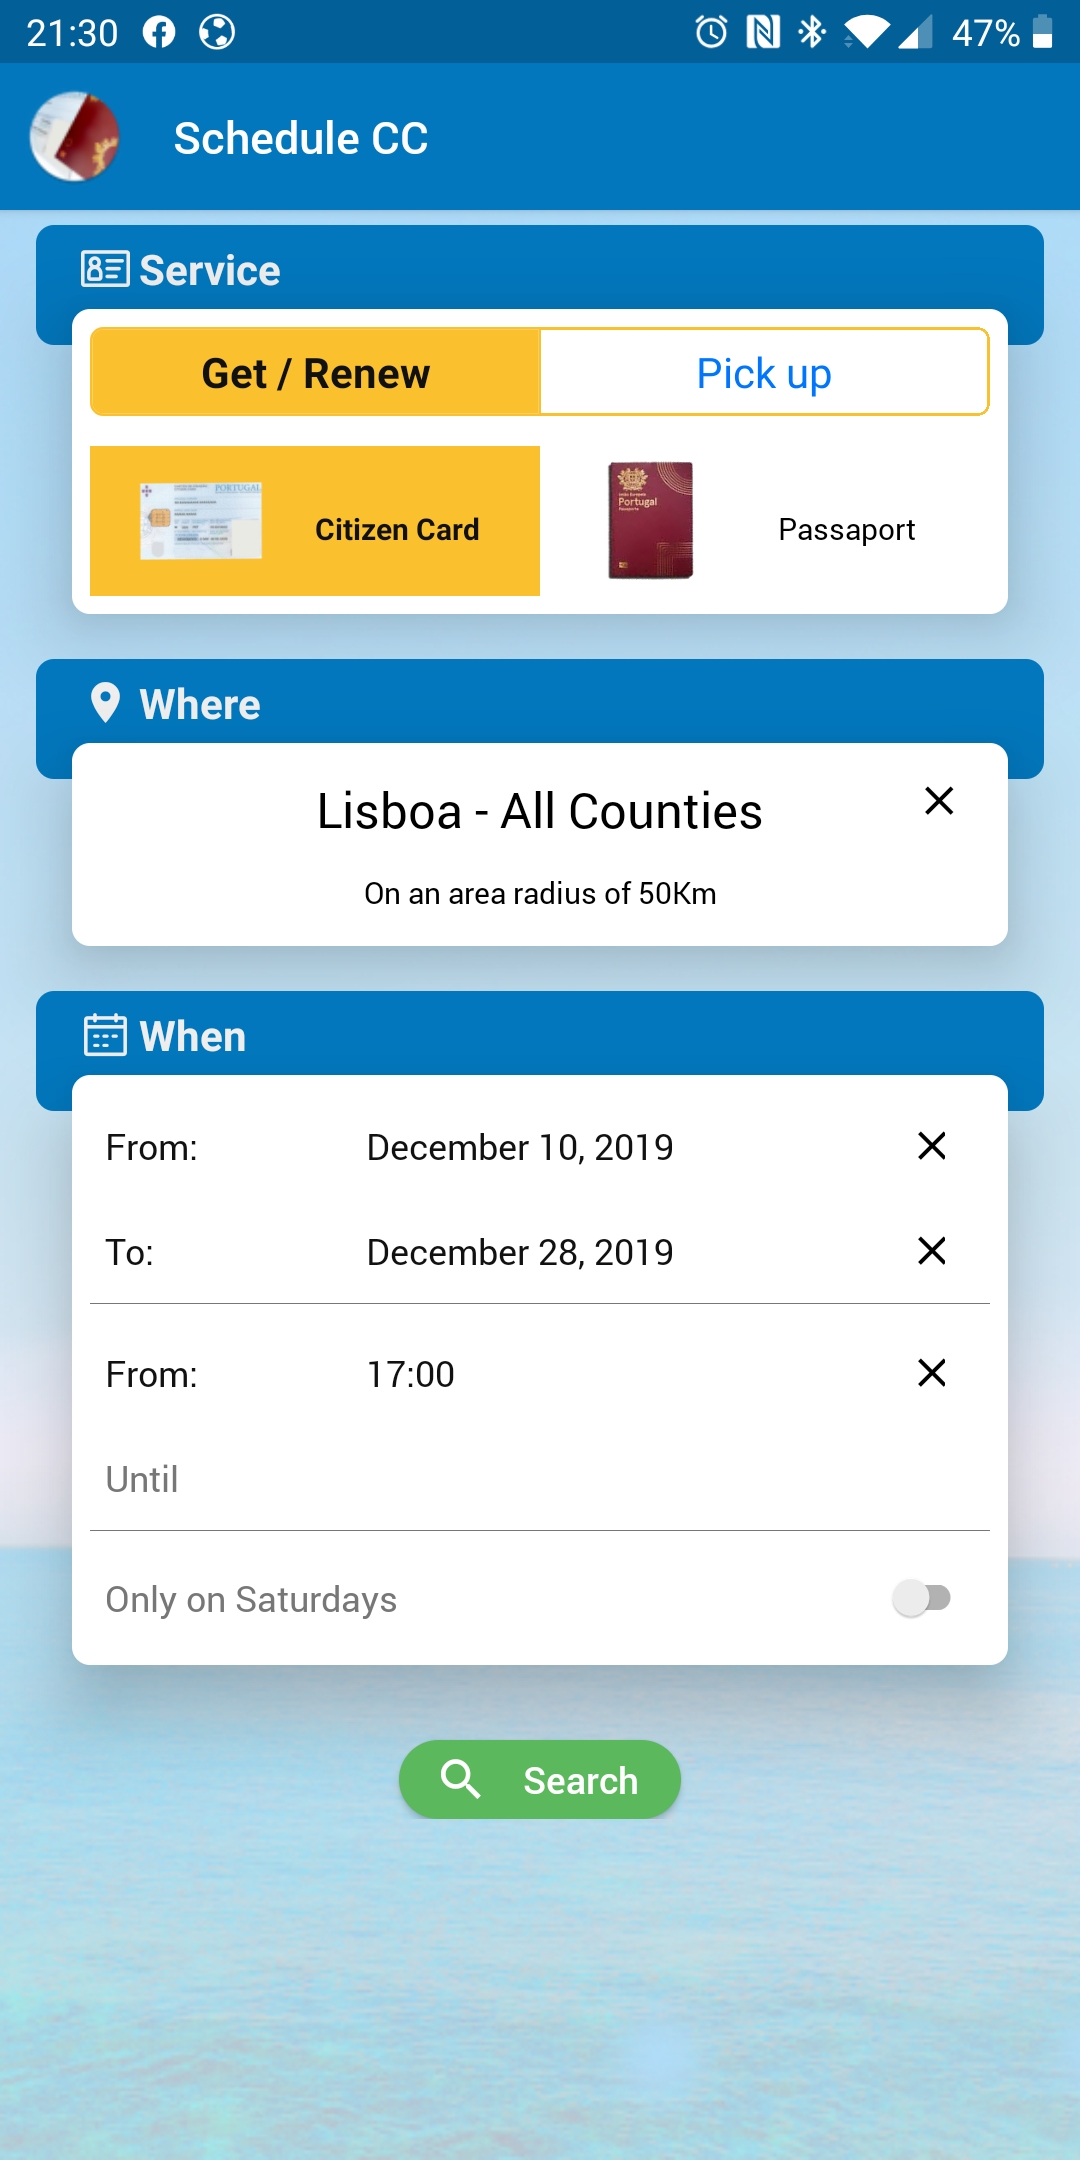 21:30 47%
Schedule CC
Service
Get / Renew Pick up
PORTUGAL
Citizen Card
Portugal
Passaport
Where
Lisboa - All Counties
On an area radius of 50Km
When
From: December 10, 2019
To: December 28, 2019
From: 17:00
Until
Only on Saturdays
Search